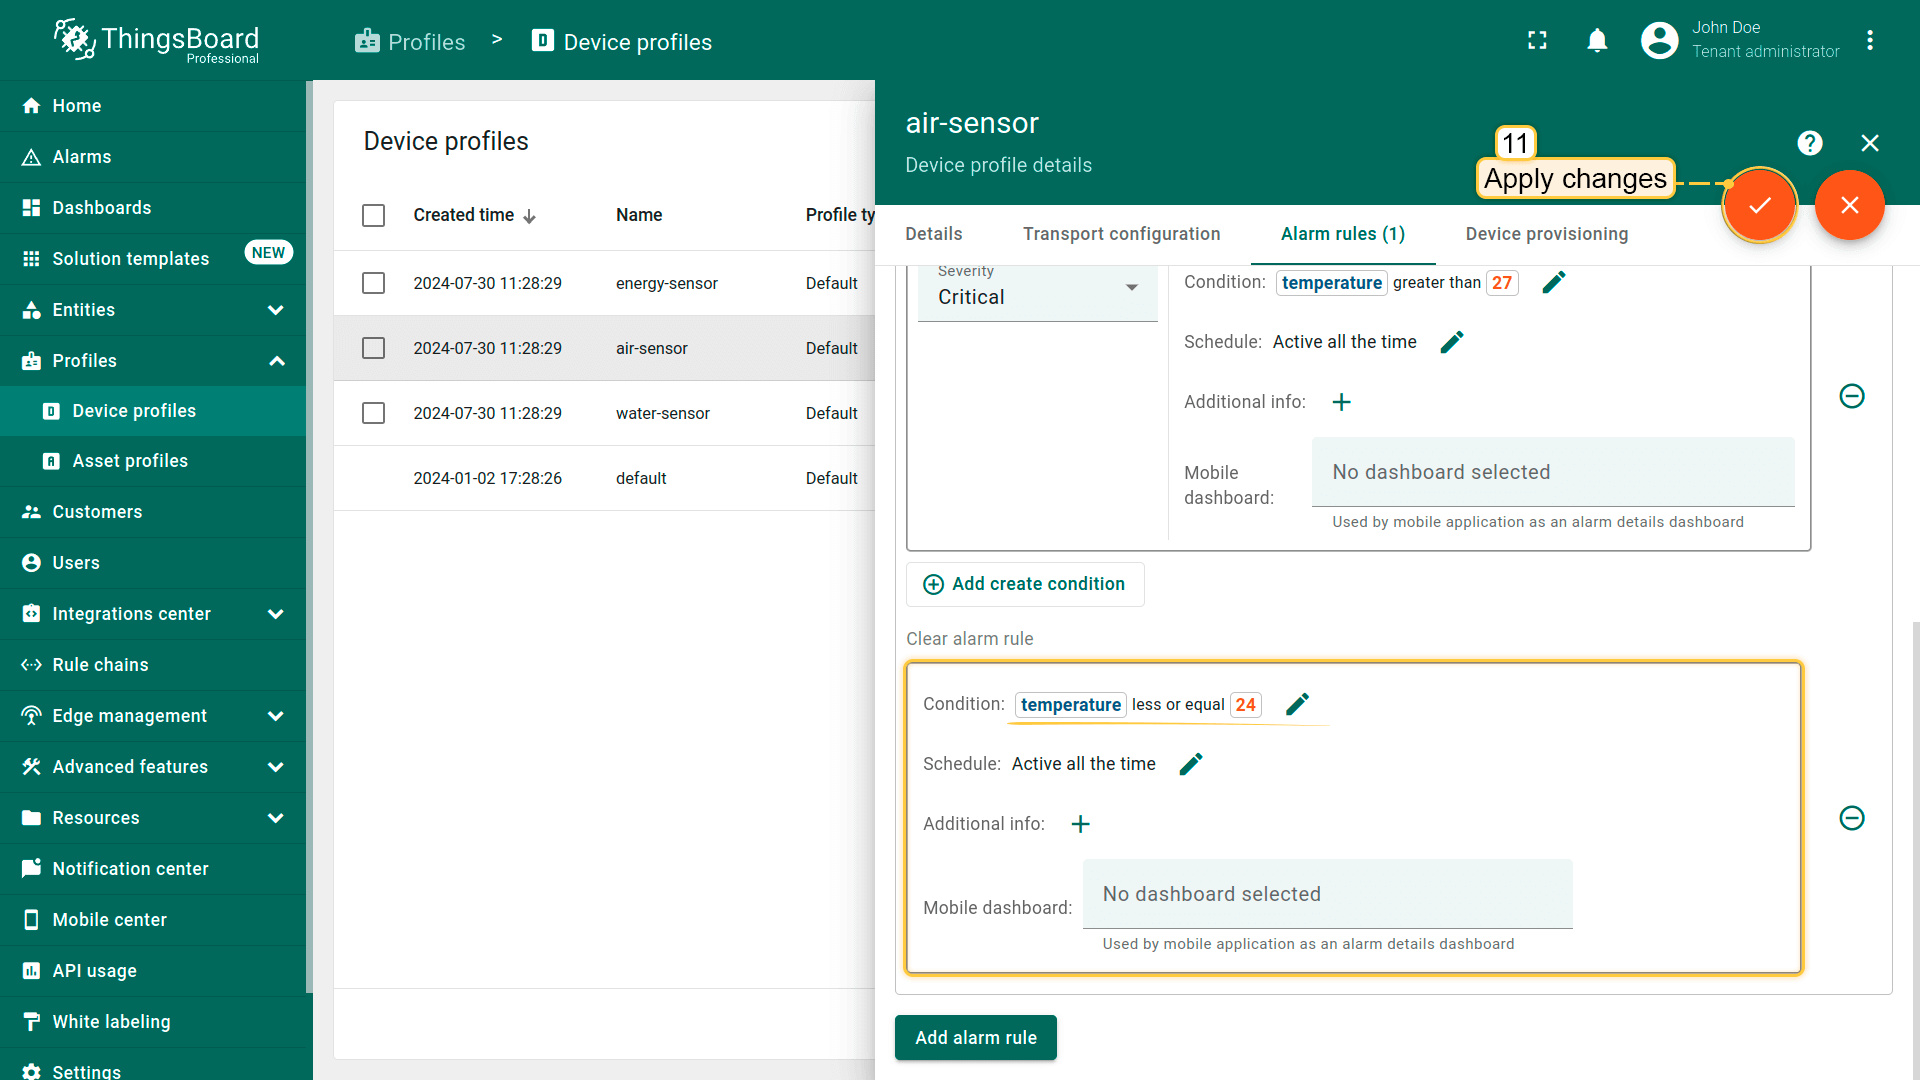 ThingsBoard
Professional
Profiles > Device profiles
John Doe
Tenant administrator
Home
Alarms
Dashboards
Solution templates NEW
Entities
Profiles
Device profiles
Asset profiles
Customers
Users
Integrations center
Rule chains
Edge management
Advanced features
Resources
Notification center
Mobile center
API usage
White labeling
Settings
Device profiles
Created time Name Profile ty
2024-07-30 11:28:29 energy-sensor Default
2024-07-30 11:28:29 air-sensor Default
2024-07-30 11:28:29 water-sensor Default
2024-01-02 17:28:26 default Default
air-sensor
Device profile details
11
Apply changes
Details Transport configuration Alarm rules (1) Device provisioning
Severity
Critical
Condition: temperature greater than 27
Schedule: Active all the time
Additional info:
Mobile
dashboard:
No dashboard selected
Used by mobile application as an alarm details dashboard
Add create condition
Clear alarm rule
Condition: temperature less or equal 24
Schedule: Active all the time
Additional info:
Mobile dashboard: No dashboard selected
Used by mobile application as an alarm details dashboard
Add alarm rule